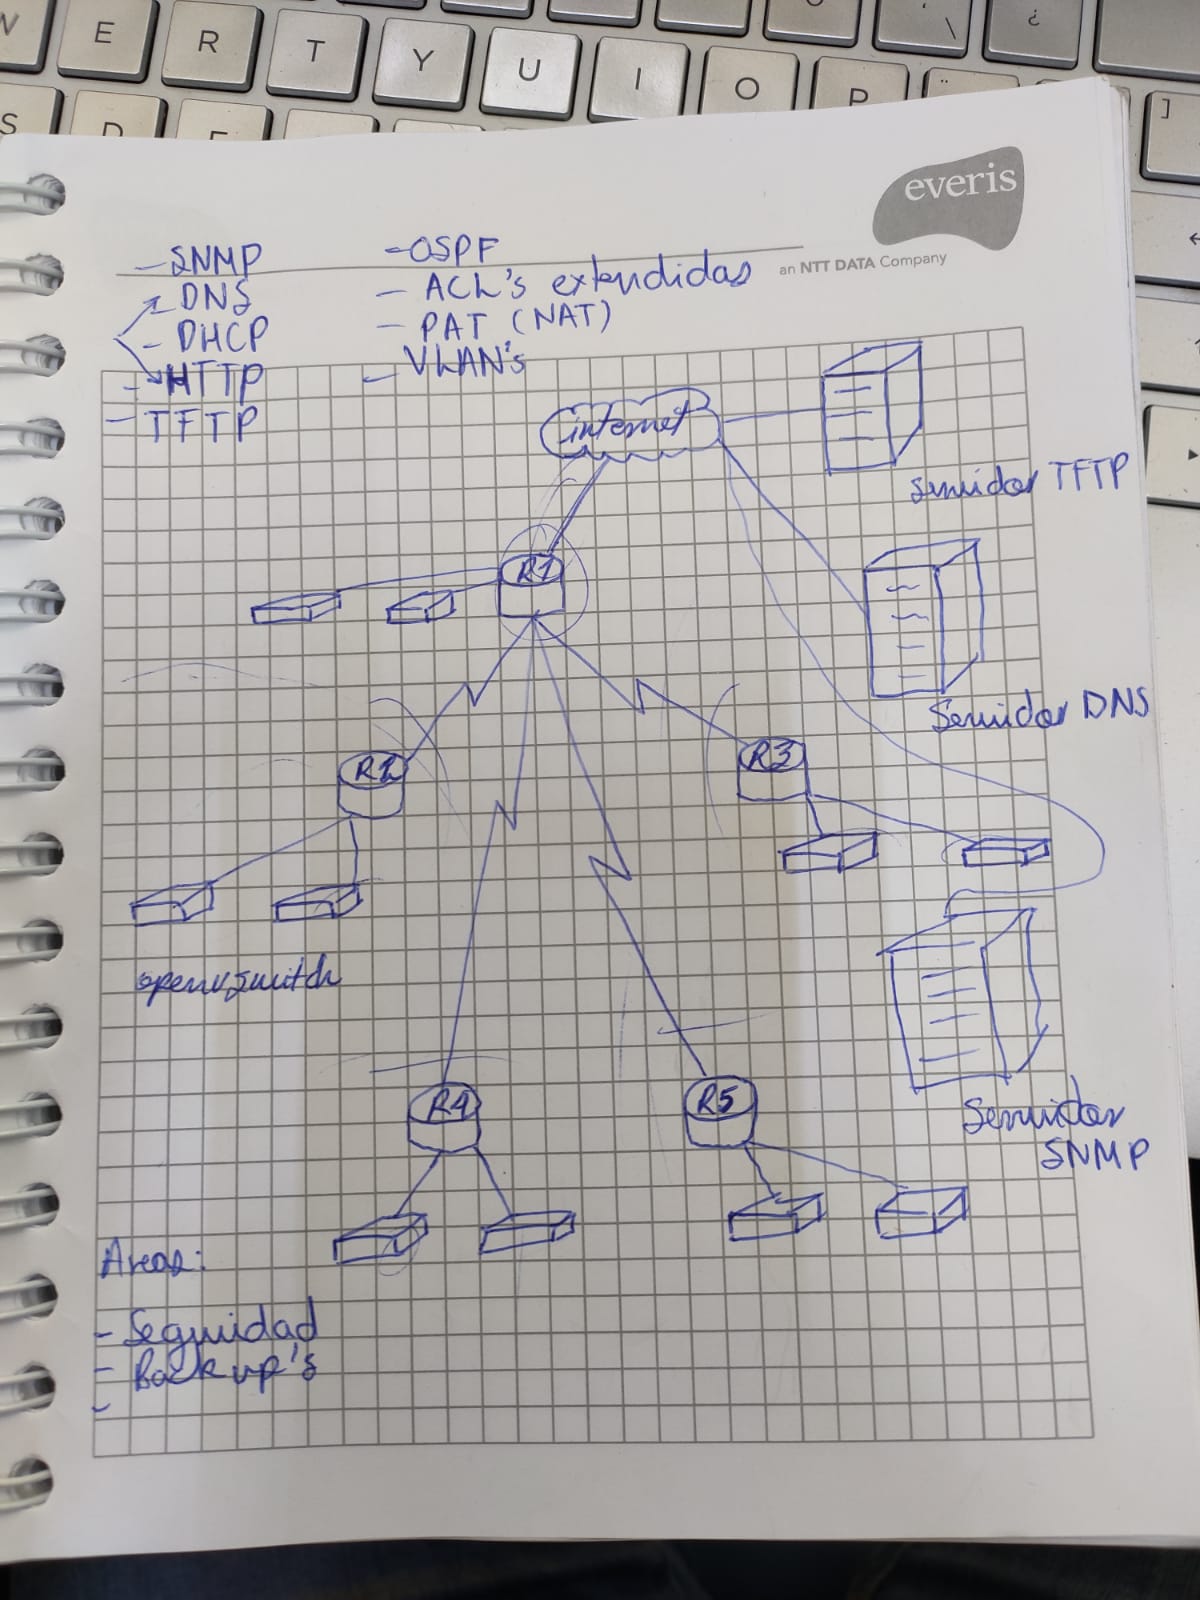 W E R T Y U I O P
S D F
everis
an NTT DATA Company
- SNMP
- DNS
- DHCP
- HTTP
- TFTP
- OSPF
- ACL's extendidas
- PAT (NAT)
- VLAN's
internet
Servidor TFTP
R1
Servidor DNS
R2
R3
openvswitch
R4
R5
Servidor
SNMP
Areas:
- Seguridad
- Backup's
-